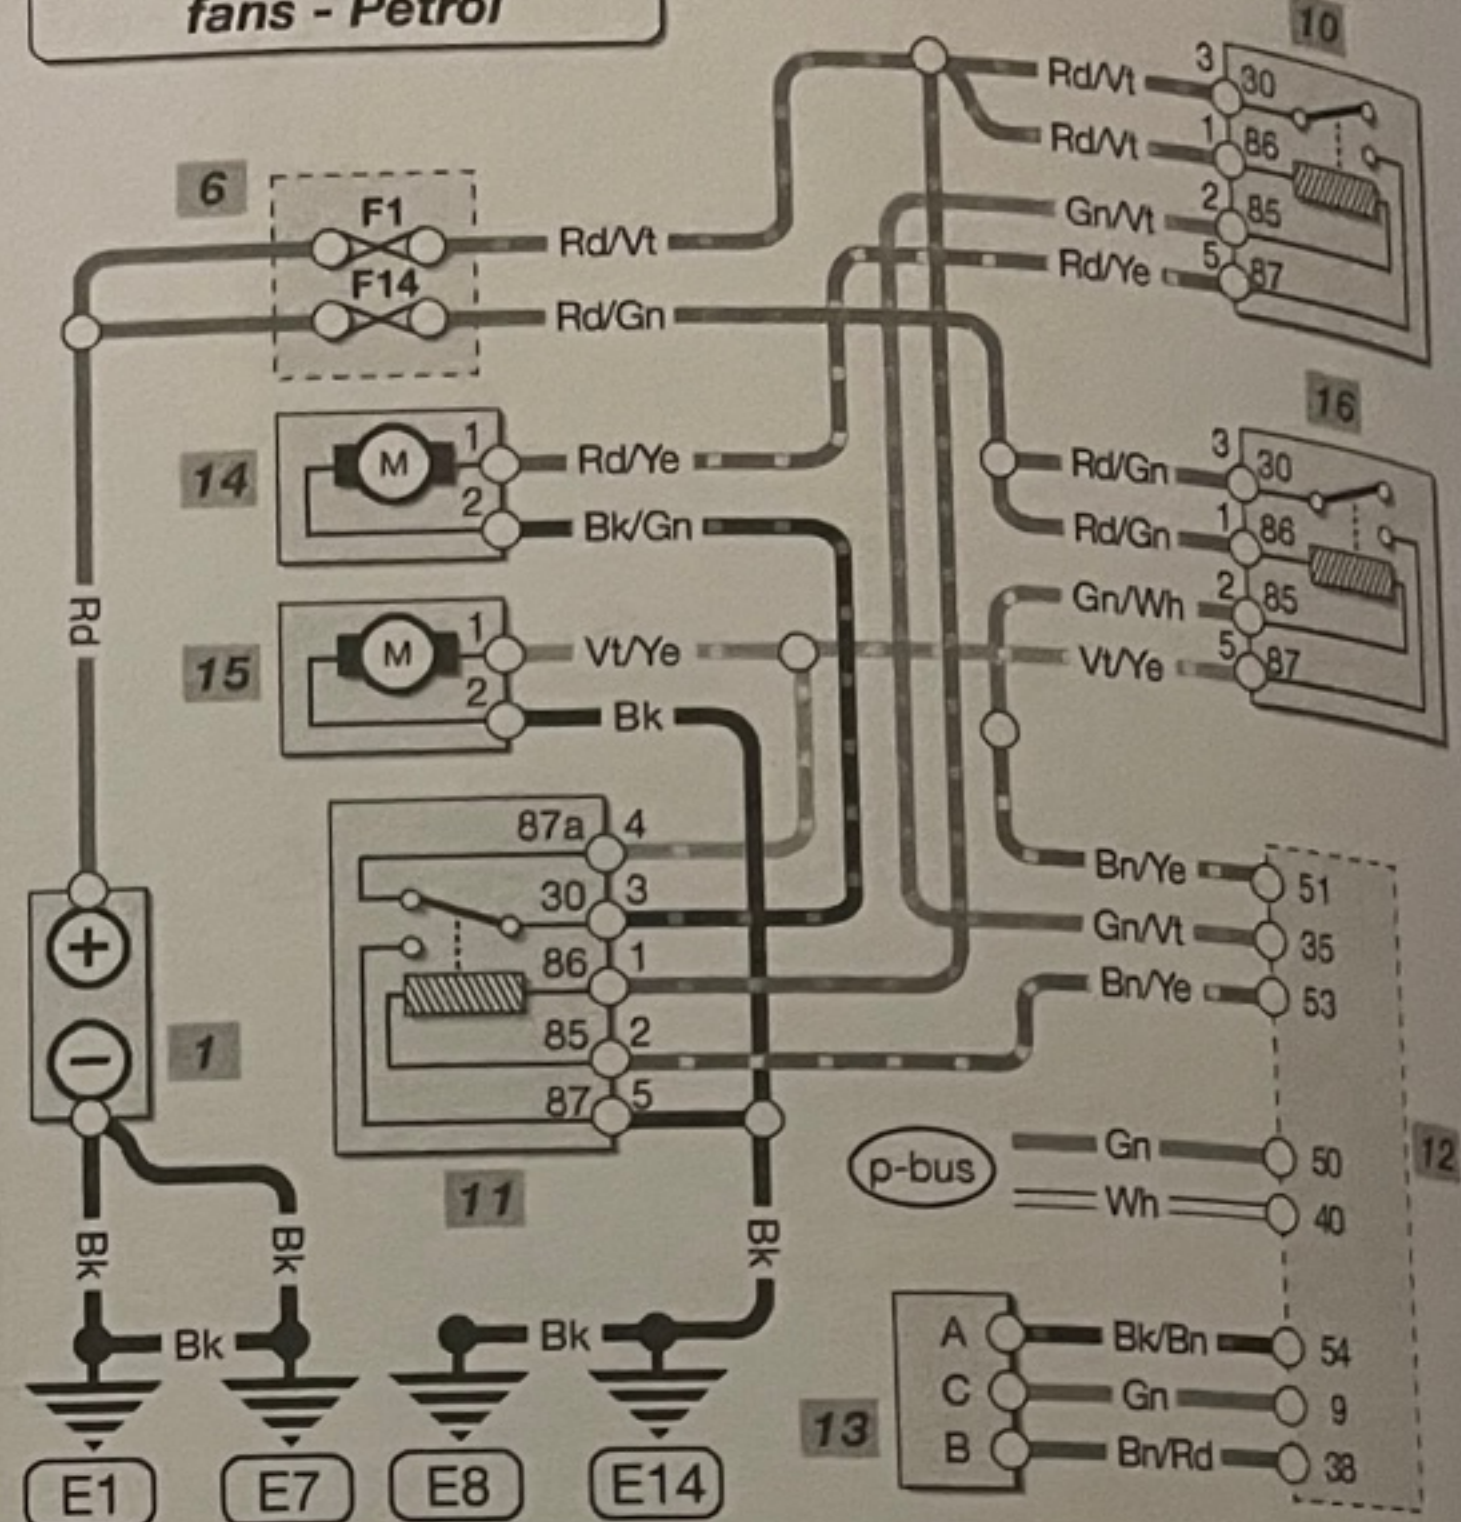 fans - Petrol
10
Rd/Vt 3 30
Rd/Vt 1 86
6
F1
Rd/Vt
Gn/Vt 2 85
Rd/Ye 5 87
F14
Rd/Gn
16
14
M
1 Rd/Ye
2 Bk/Gn
Rd/Gn 3 30
Rd/Gn 1 86
Gn/Wh 2 85
Vt/Ye 5 87
Rd
15
M
1 Vt/Ye
2 Bk
87a 4
30 3
86 1
85 2
87 5
11
Bn/Ye 51
Gn/Vt 35
Bn/Ye 53
+
−
1
p-bus
Gn 50
Wh 40
12
Bk
Bk
Bk
Bk
Bk
13
A Bk/Bn 54
C Gn 9
B Bn/Rd 38
E1
E7
E8
E14